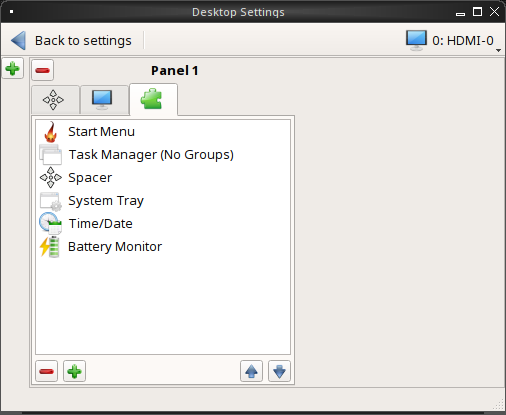 Desktop Settings
Back to settings
0: HDMI-0
Panel 1
Start Menu
Task Manager (No Groups)
Spacer
System Tray
Time/Date
Battery Monitor